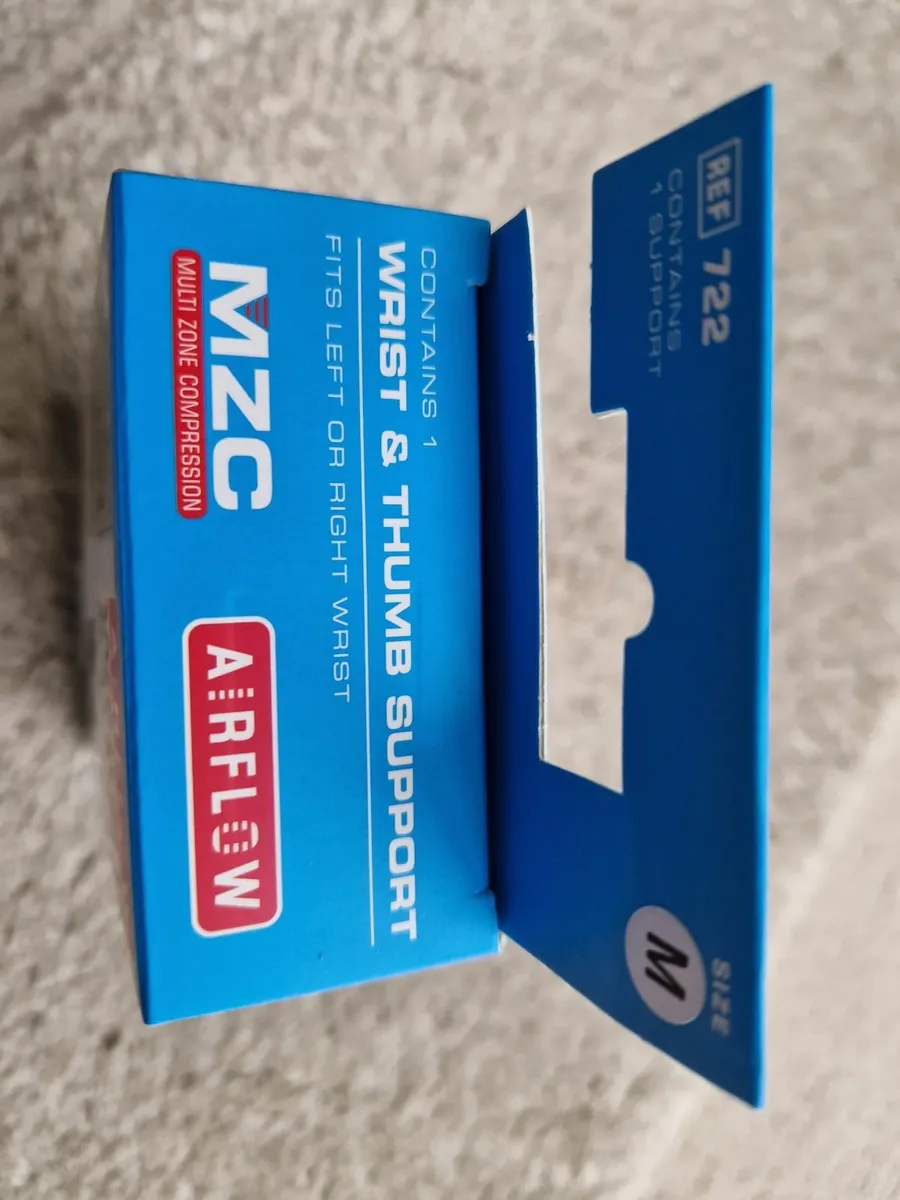 REF 722
CONTAINS
1 SUPPORT
SIZE
M
CONTAINS 1
WRIST & THUMB SUPPORT
FITS LEFT OR RIGHT WRIST
MZC
MULTI ZONE COMPRESSION
AIRFLOW